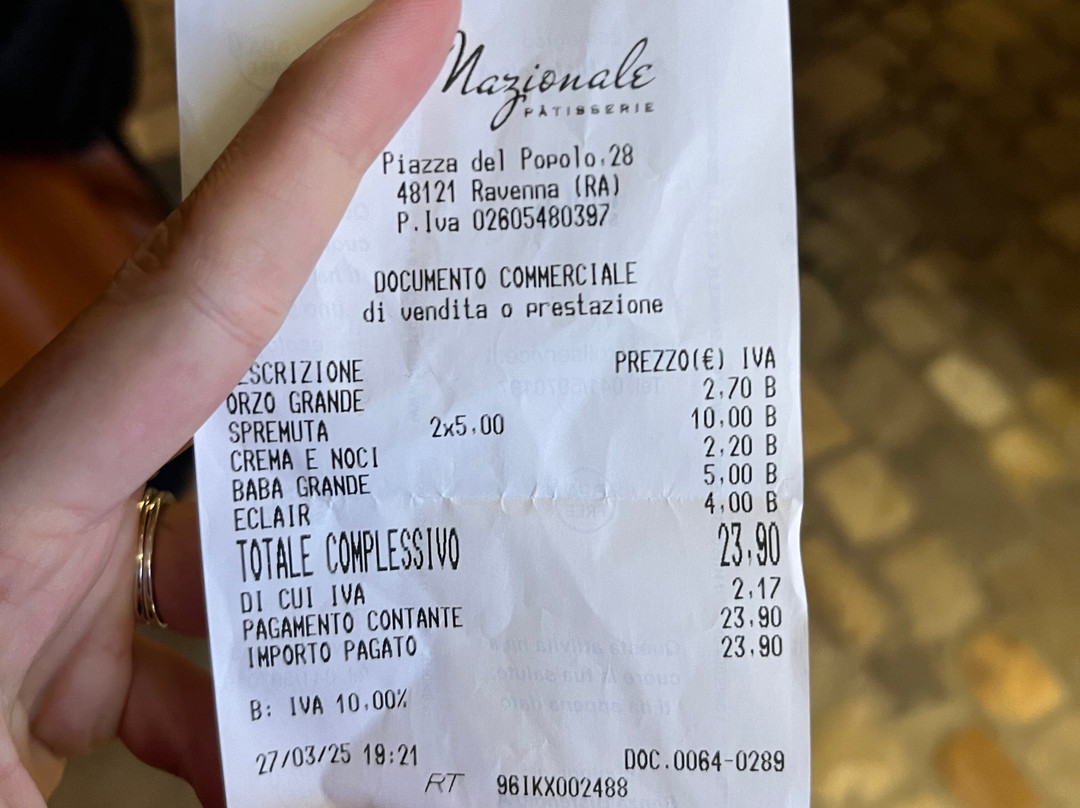 Nazionale
PÂTISSERIE
Piazza del Popolo,28
48121 Ravenna (RA)
P.Iva 02605480397
DOCUMENTO COMMERCIALE
di vendita o prestazione
ESCRIZIONE PREZZO(€) IVA
ORZO GRANDE 2,70 B
SPREMUTA 2x5,00 10,00 B
CREMA E NOCI 2,20 B
BABA GRANDE 5,00 B
ECLAIR 4,00 B
TOTALE COMPLESSIVO 23,90
DI CUI IVA 2,17
PAGAMENTO CONTANTE 23,90
IMPORTO PAGATO 23,90
B: IVA 10,00%
27/03/25 19:21 DOC.0064-0289
RT 96IKX002488